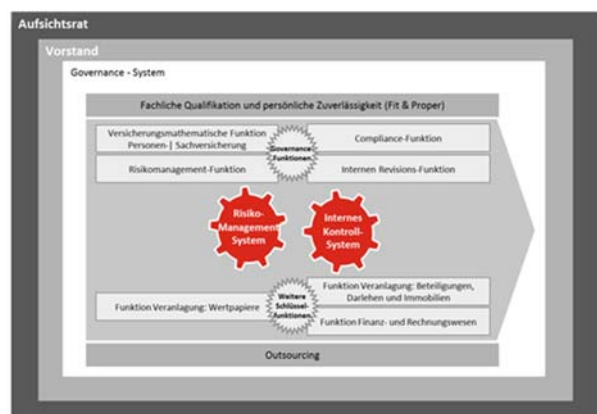 Aufsichtsrat
Vorstand
Governance - System
Fachliche Qualifikation und persönliche Zuverlässigkeit (Fit & Proper)
Versicherungsmathematische Funktion
Personen-| Sachversicherung
Governance-
Funktionen
Compliance-Funktion
Risikomanagement-Funktion
Internen Revisions-Funktion
Risiko-
Management
System
Internes
Kontroll-
System
Funktion Veranlagung: Wertpapiere
Weitere
Schlüssel-
funktionen
Funktion Veranlagung: Beteiligungen,
Darlehen und Immobilien
Funktion Finanz- und Rechnungswesen
Outsourcing